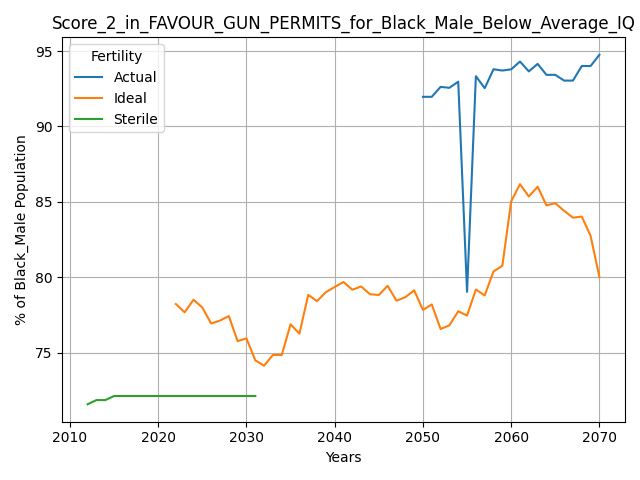 Score_2_in_FAVOUR_GUN_PERMITS_for_Black_Male_Below_Average_IQ
% of Black_Male Population
95
90
85
80
75
Fertility
Actual
Ideal
Sterile
2010 2020 2030 2040 2050 2060 2070
Years